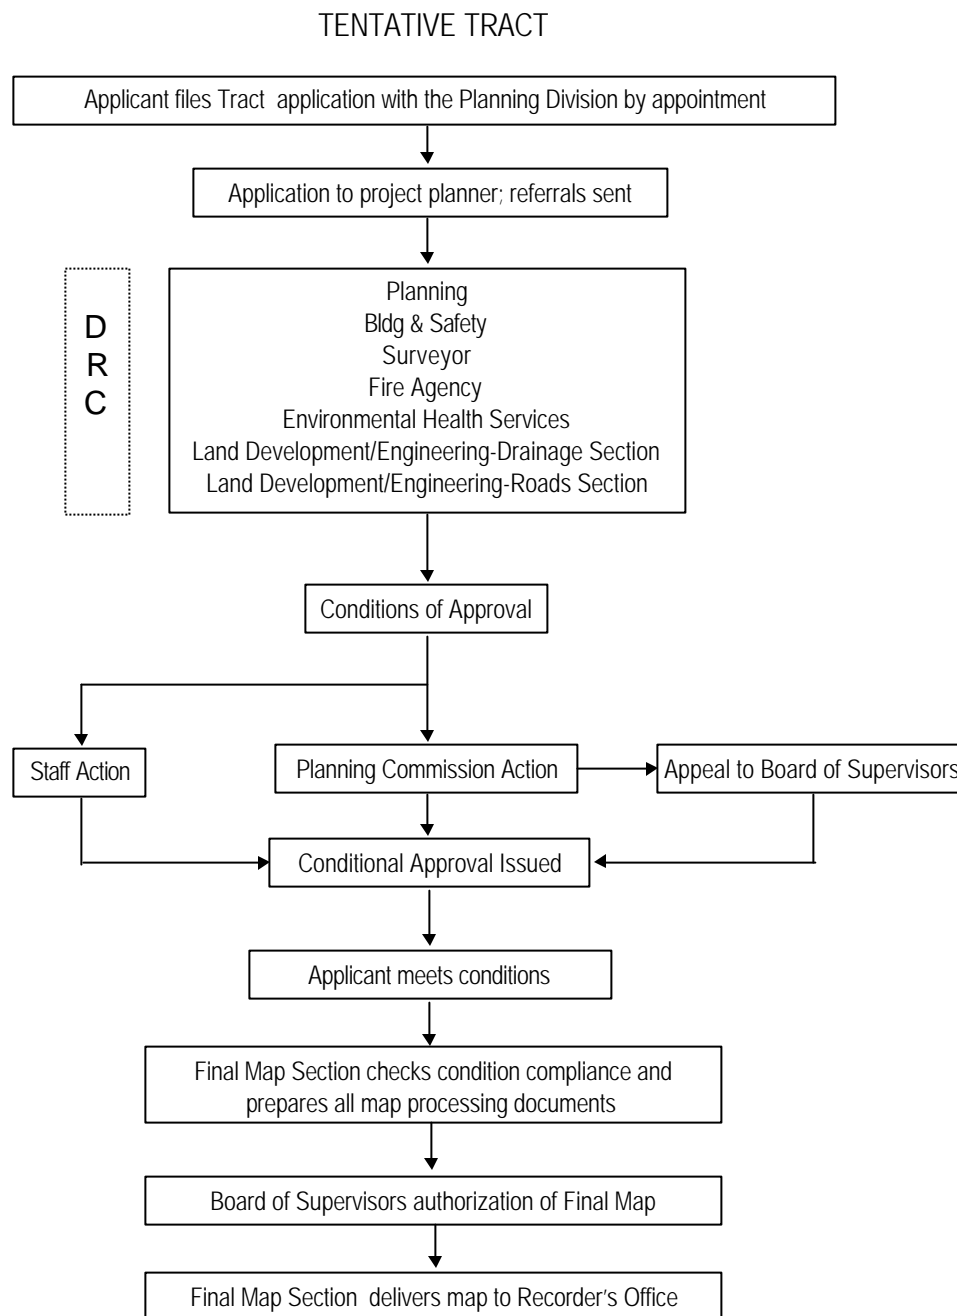 TENTATIVE TRACT
Applicant files Tract application with the Planning Division by appointment
Application to project planner; referrals sent
D
R
C
Planning
Bldg & Safety
Surveyor
Fire Agency
Environmental Health Services
Land Development/Engineering-Drainage Section
Land Development/Engineering-Roads Section
Conditions of Approval
Staff Action
Planning Commission Action
Appeal to Board of Supervisors
Conditional Approval Issued
Applicant meets conditions
Final Map Section checks condition compliance and
prepares all map processing documents
Board of Supervisors authorization of Final Map
Final Map Section delivers map to Recorder's Office